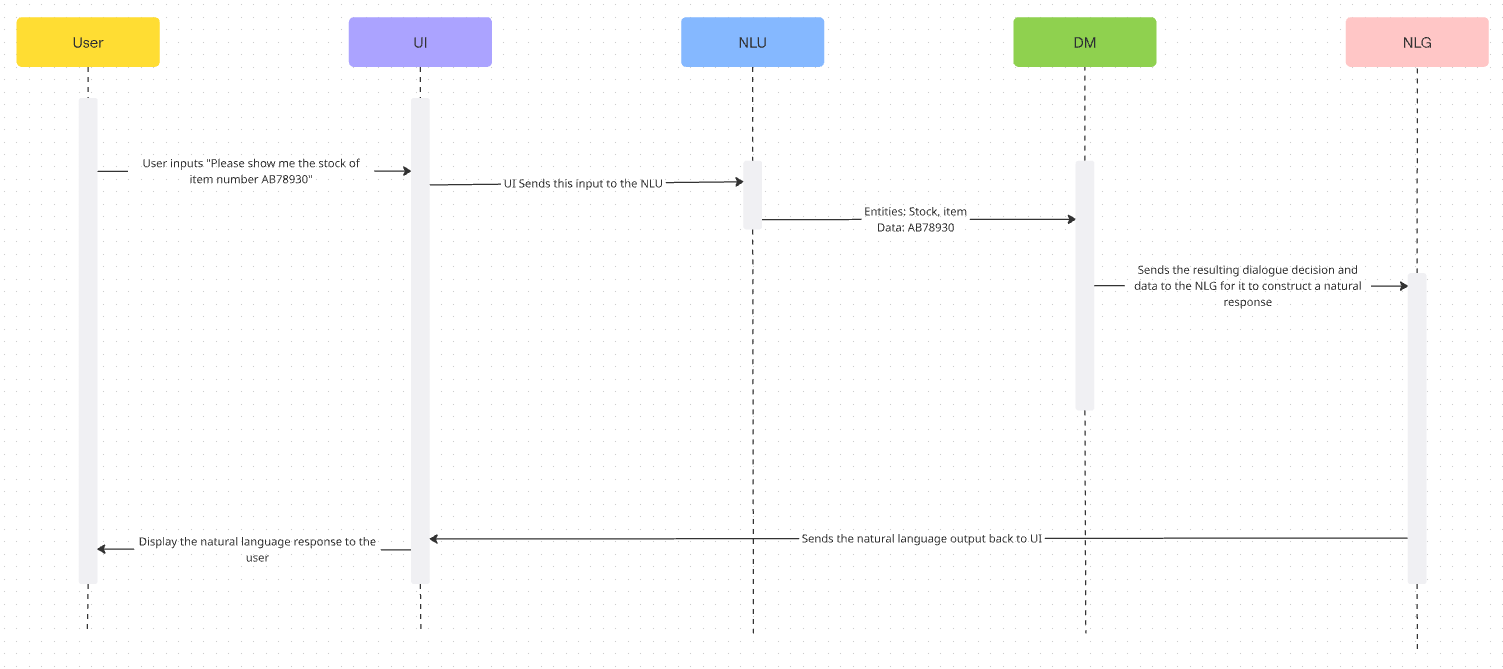 User
UI
NLU
DM
NLG
User inputs "Please show me the stock of
item number AB78930"
UI Sends this input to the NLU
Entities: Stock, item
Data: AB78930
Sends the resulting dialogue decision and
data to the NLG for it to construct a natural
response
Sends the natural language output back to UI
Display the natural language response to the
user